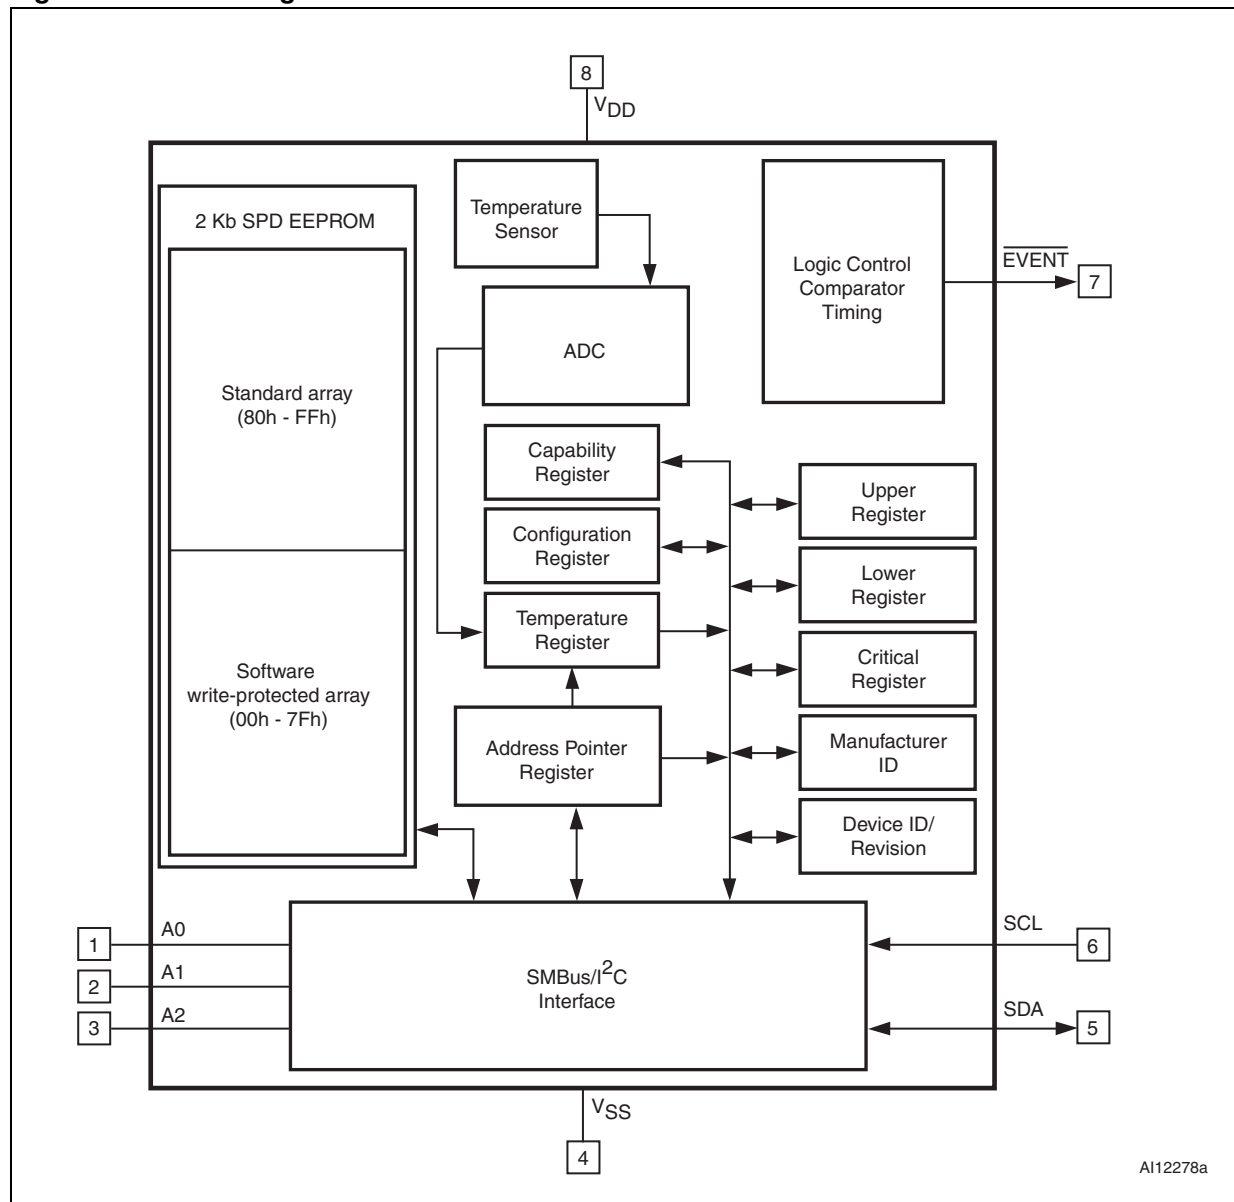 8
VDD
2 Kb SPD EEPROM
Temperature
Sensor
Logic Control
Comparator
Timing
EVENT
7
ADC
Standard array
(80h - FFh)
Capability
Register
Upper
Register
Configuration
Register
Lower
Register
Temperature
Register
Software
write-protected array
(00h - 7Fh)
Critical
Register
Address Pointer
Register
Manufacturer
ID
Device ID/
Revision
1
A0
2
A1
3
A2
SMBus/I2C
Interface
SCL
6
SDA
5
VSS
4
AI12278a